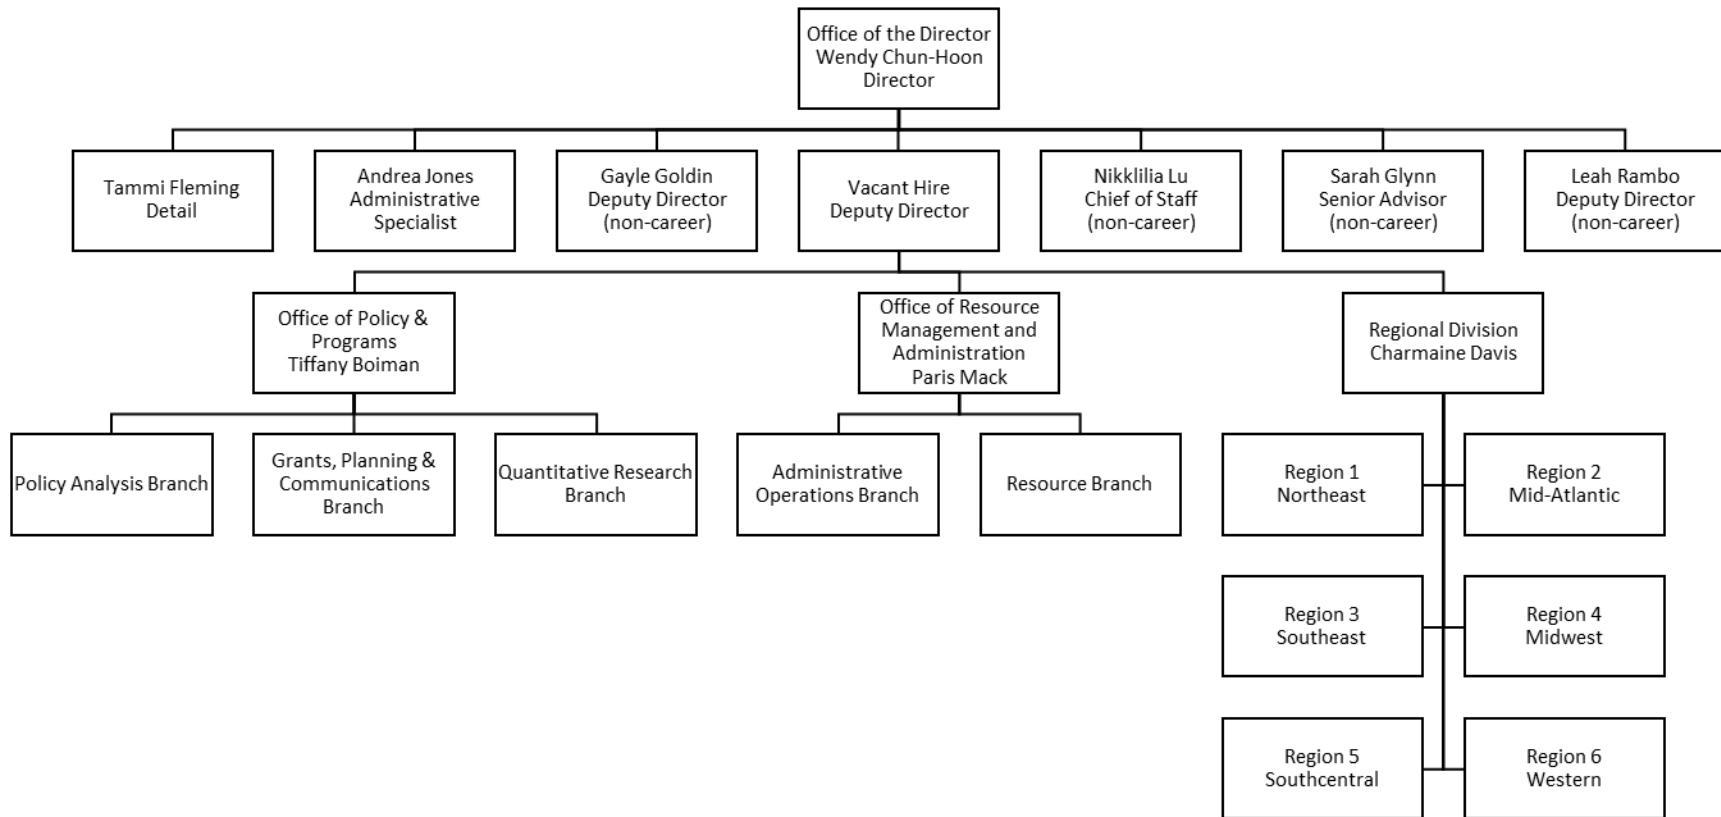 Office of the Director
Wendy Chun-Hoon
Director
Tammi Fleming
Detail
Andrea Jones
Administrative
Specialist
Gayle Goldin
Deputy Director
(non-career)
Vacant Hire
Deputy Director
Nikklilia Lu
Chief of Staff
(non-career)
Sarah Glynn
Senior Advisor
(non-career)
Leah Rambo
Deputy Director
(non-career)
Office of Policy &
Programs
Tiffany Boiman
Office of Resource
Management and
Administration
Paris Mack
Regional Division
Charmaine Davis
Policy Analysis Branch
Grants, Planning &
Communications
Branch
Quantitative Research
Branch
Administrative
Operations Branch
Resource Branch
Region 1
Northeast
Region 2
Mid-Atlantic
Region 3
Southeast
Region 4
Midwest
Region 5
Southcentral
Region 6
Western